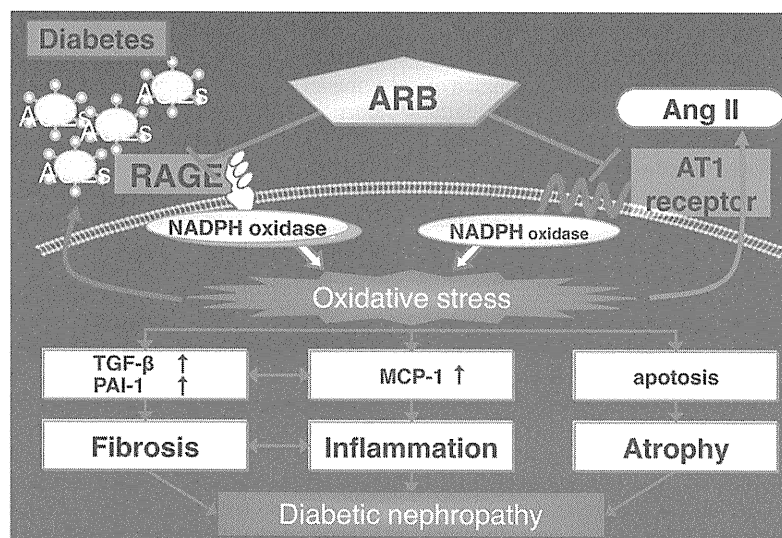 Diabetes
ARB
Ang II
RAGE
AT1
receptor
NADPH oxidase
NADPH oxidase
Oxidative stress
TGF-β ↑
PAI-1 ↑
MCP-1 ↑
apotosis
Fibrosis
Inflammation
Atrophy
Diabetic nephropathy